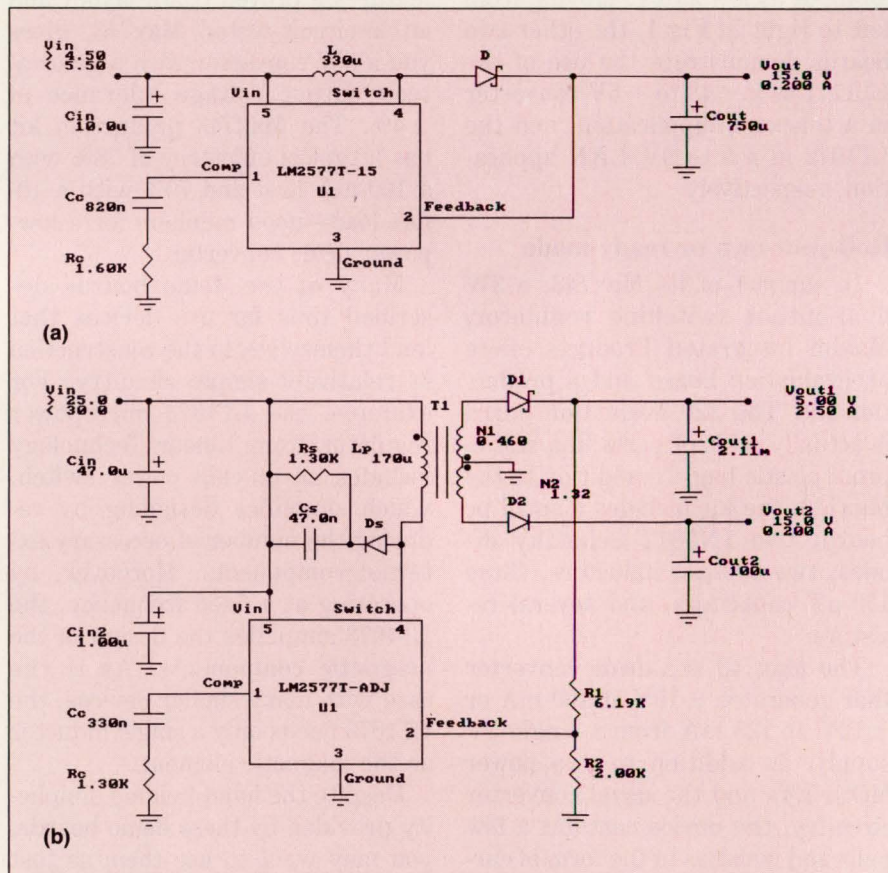 Vin
> 4.50
< 5.50
L
330u
D
Vout
15.0 V
0.200 A
Vin
Switch
5
4
Cin
10.0u
+
Cout
750u
+
Comp
1
LM2577T-15
U1
Feedback
2
Cc
820n
3
Ground
Rc
1.60K
(a)
Vin
> 25.0
< 30.0
T1
D1
Vout
5.00 V
2.50 A
Rs
1.30K
Lp
170u
N1
0.460
Cin
47.0u
+
Cout1
2.11m
+
N2
1.32
Cs
47.0n
Ds
D2
Vout2
15.0 V
0.200 A
Cout2
100u
+
Vin
Switch
5
4
Cin2
1.00u
+
Comp
1
LM2577T-ADJ
U1
Feedback
2
R1
6.19K
Cc
330n
3
Ground
R2
2.00K
Rc
1.30K
(b)